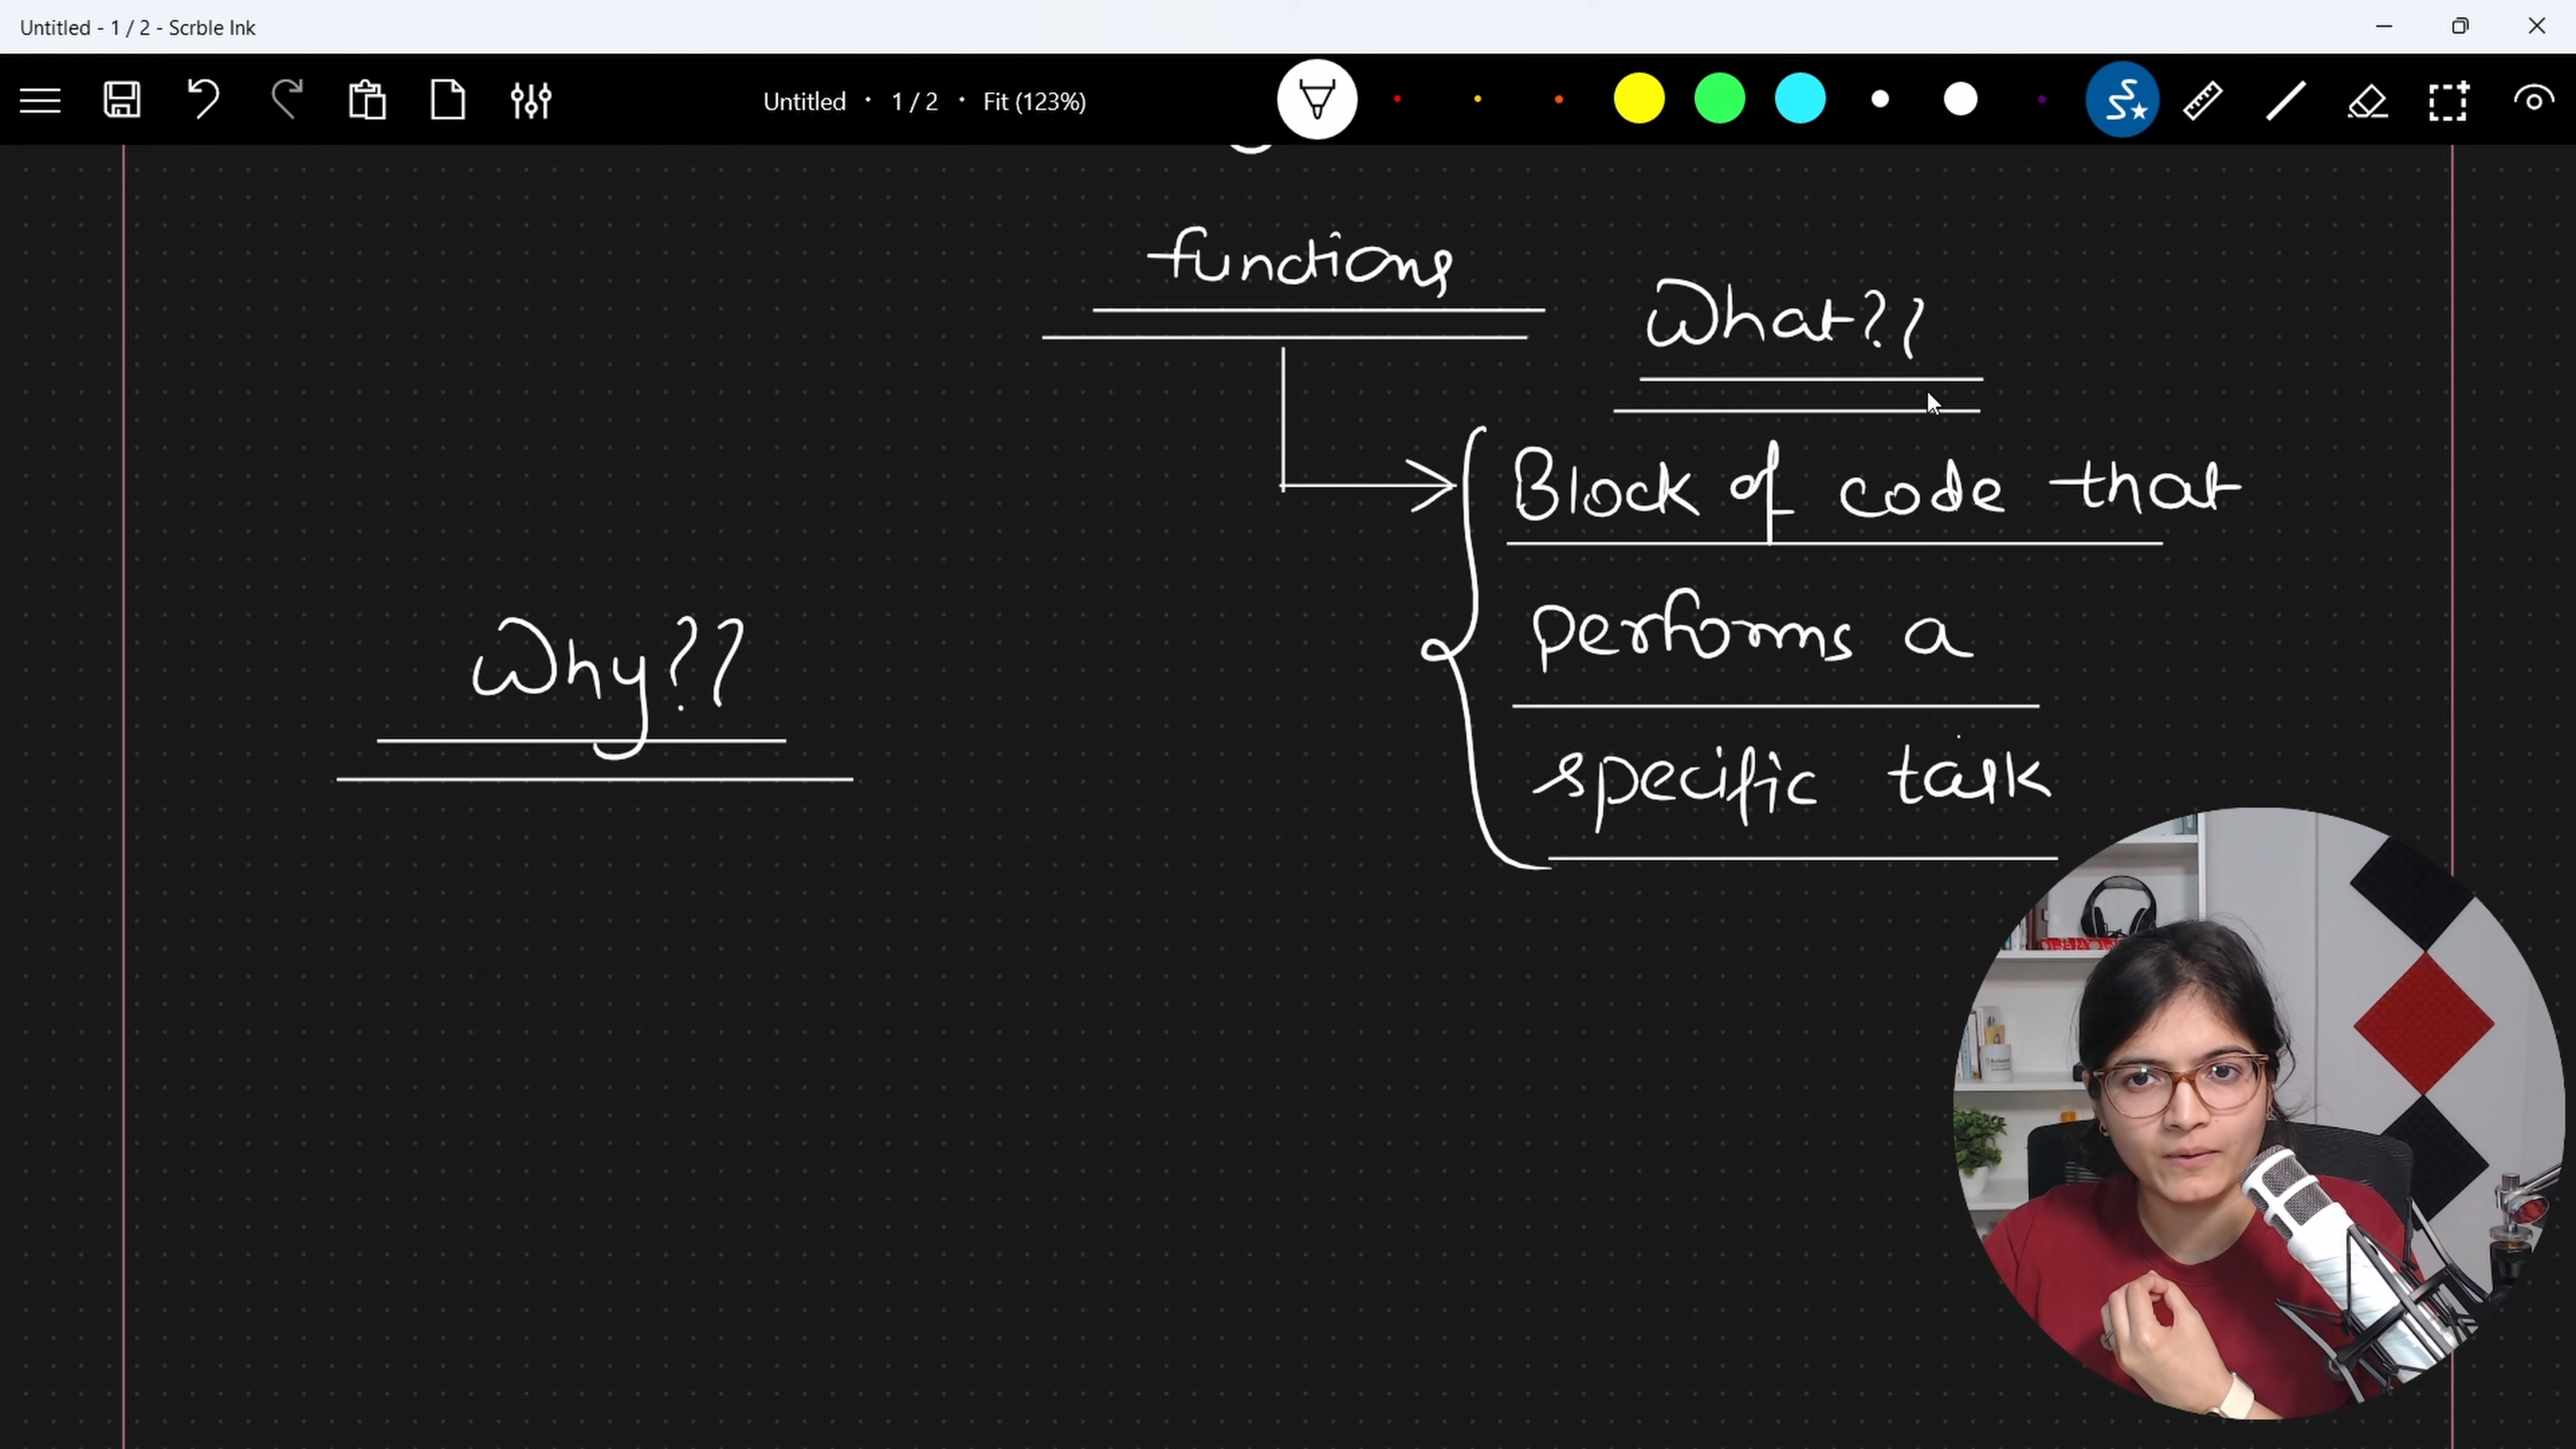 Untitled - 1 / 2 - Scrble Ink
Untitled • 1 / 2 • Fit (123%)
functions
What??
Block of code that
performs a
Why??
specific task